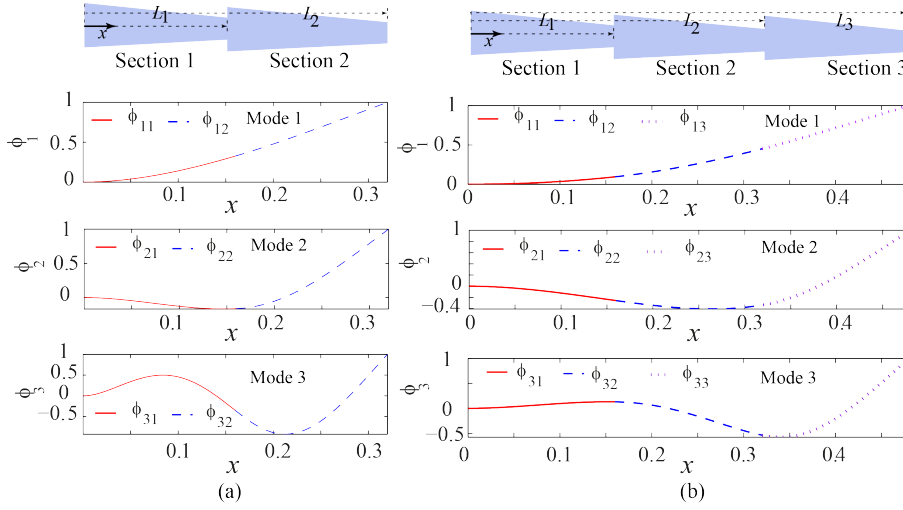 L1 L2
x
Section 1 Section 2
1
0.5
0
ϕ1
ϕ11 ϕ12 Mode 1
0.1 0.2 0.3
x
1
0.5
0
ϕ2
ϕ21 ϕ22 Mode 2
0.1 0.2 0.3
x
1
0.5
0
−0.5
ϕ3
Mode 3
ϕ31 ϕ32
0.1 0.2 0.3
x
(a)
L1 L2 L3
x
Section 1 Section 2 Section 3
1
0.5
0
ϕ1
ϕ11 ϕ12 ϕ13 Mode 1
0 0.1 0.2 0.3 0.4
x
1
0
−0.4
ϕ2
ϕ21 ϕ22 ϕ23 Mode 2
0 0.1 0.2 0.3 0.4
x
1
0
−0.5
ϕ3
ϕ31 ϕ32 ϕ33 Mode 3
0 0.1 0.2 0.3 0.4
x
(b)